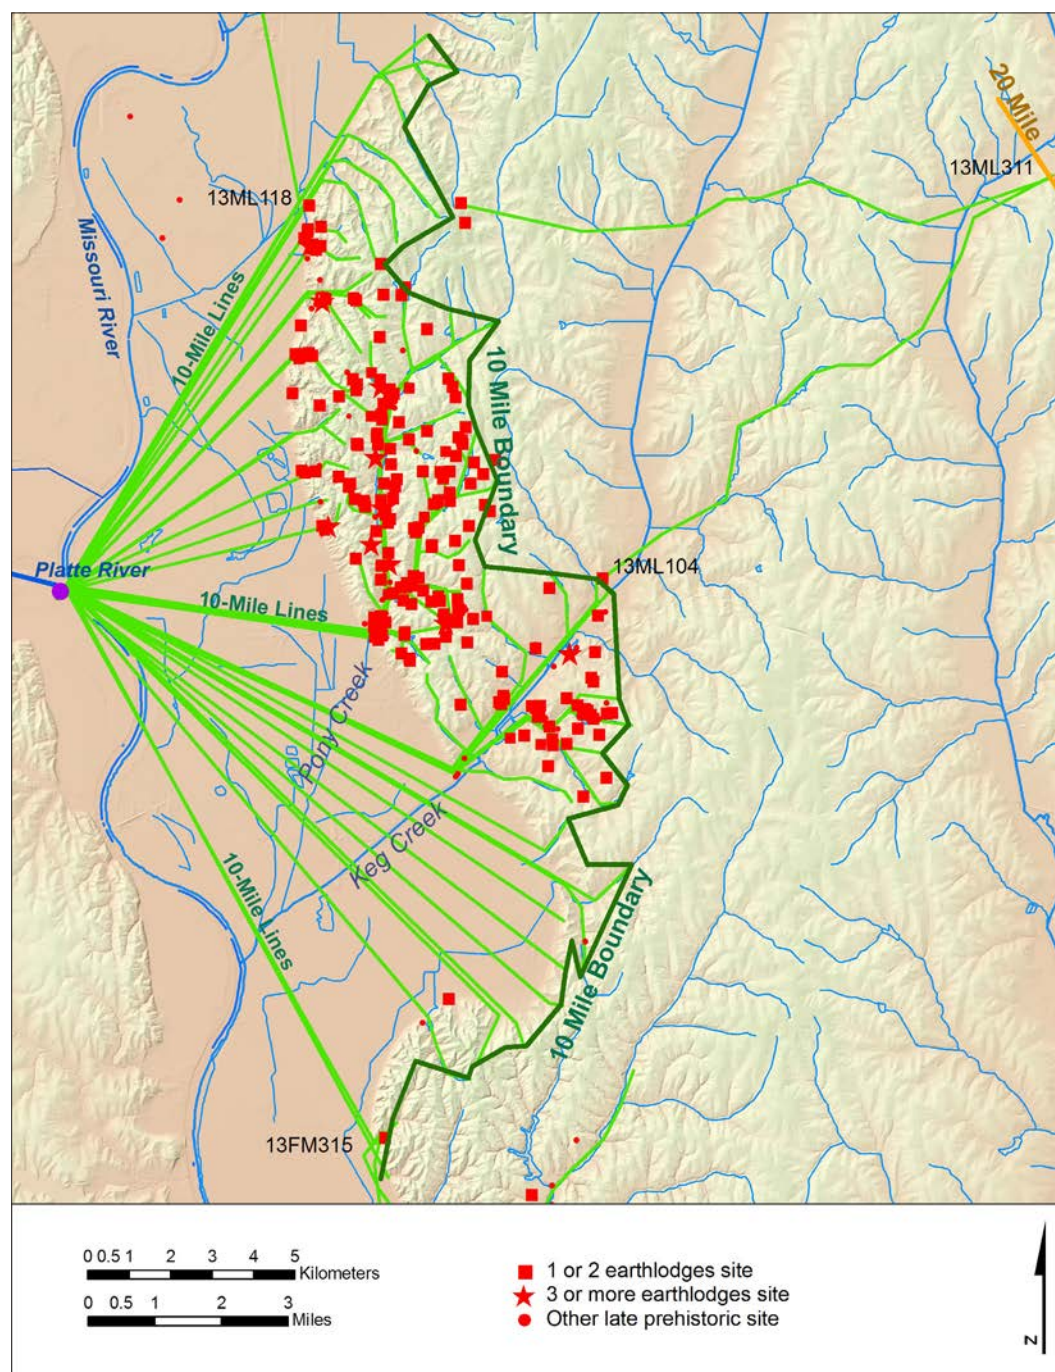 20 Mile
13ML311
13ML118
Missouri River
10-Mile Lines
10 Mile Boundary
Platte River
13ML104
10-Mile Lines
Pony Creek
Keg Creek
10-Mile Lines
10 Mile Boundary
13FM315
0 0.5 1 2 3 4 5
Kilometers
0 0.5 1 2 3
Miles
1 or 2 earthlodges site
3 or more earthlodges site
Other late prehistoric site
N